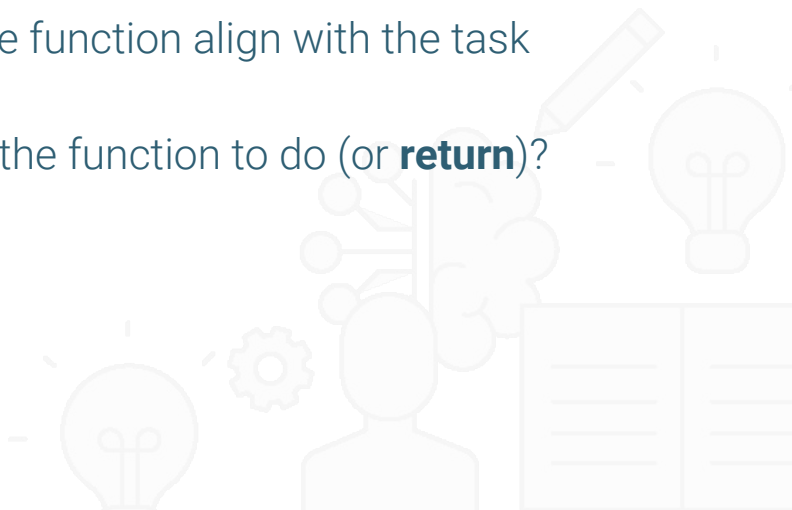 e function align with the task
the function to do (or return)?